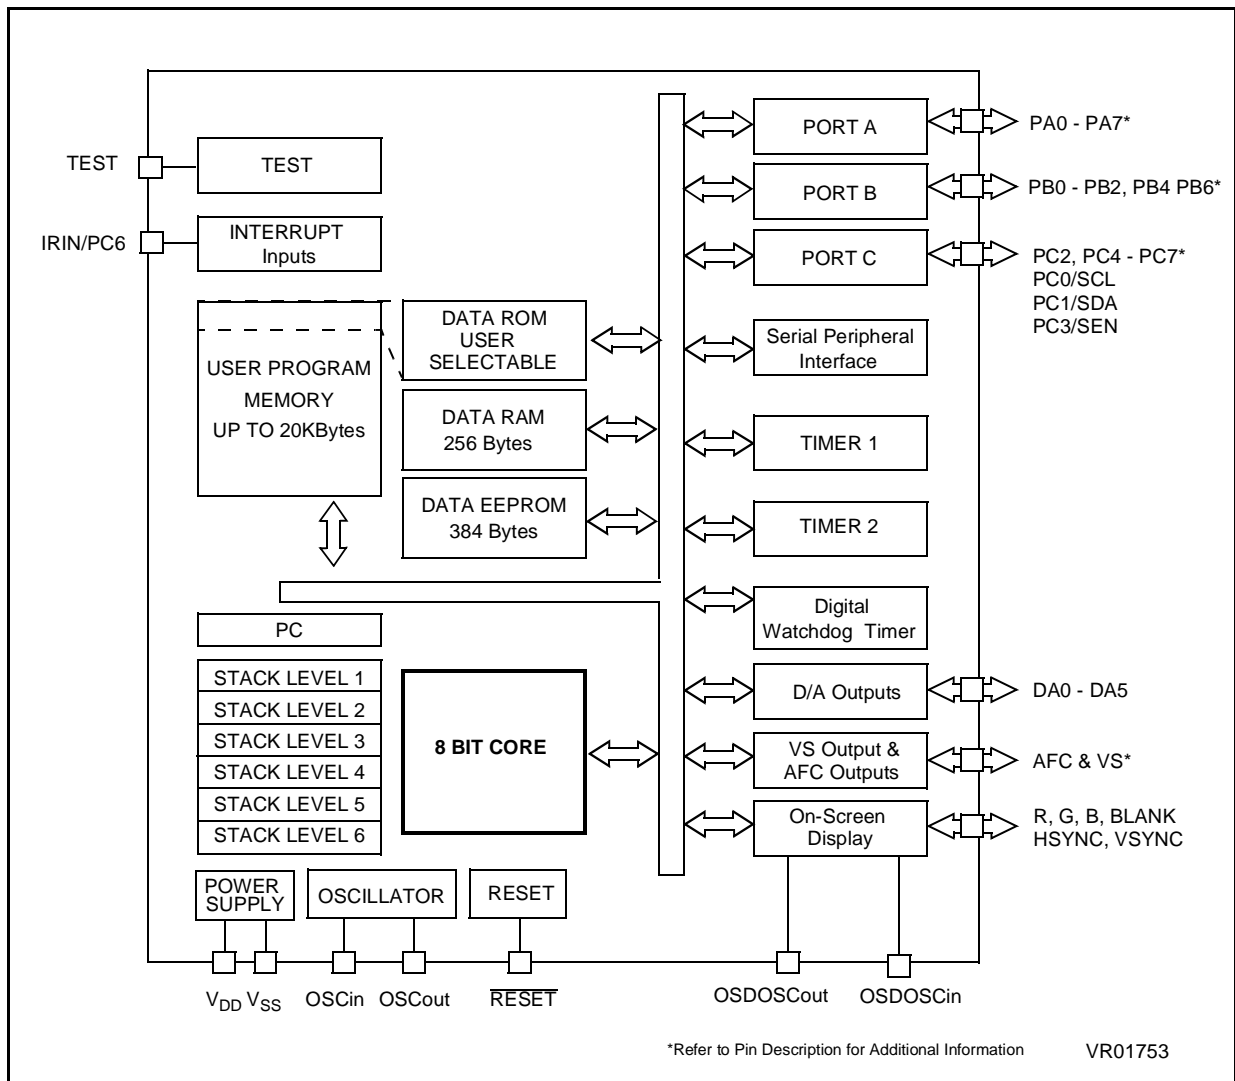 TEST
TEST
IRIN/PC6
INTERRUPT
Inputs
USER PROGRAM
MEMORY
UP TO 20KBytes
DATA ROM
USER
SELECTABLE
DATA RAM
256 Bytes
DATA EEPROM
384 Bytes
PC
STACK LEVEL 1
STACK LEVEL 2
STACK LEVEL 3
STACK LEVEL 4
STACK LEVEL 5
STACK LEVEL 6
8 BIT CORE
POWER
SUPPLY
OSCILLATOR
RESET
VDD VSS
OSCin
OSCout
RESET
PORT A
PA0 - PA7*
PORT B
PB0 - PB2, PB4 PB6*
PORT C
PC2, PC4 - PC7*
PC0/SCL
PC1/SDA
PC3/SEN
Serial Peripheral
Interface
TIMER 1
TIMER 2
Digital
Watchdog Timer
D/A Outputs
DA0 - DA5
VS Output &
AFC Outputs
AFC & VS*
On-Screen
Display
R, G, B, BLANK
HSYNC, VSYNC
OSDOSCout
OSDOSCin
*Refer to Pin Description for Additional Information
VR01753